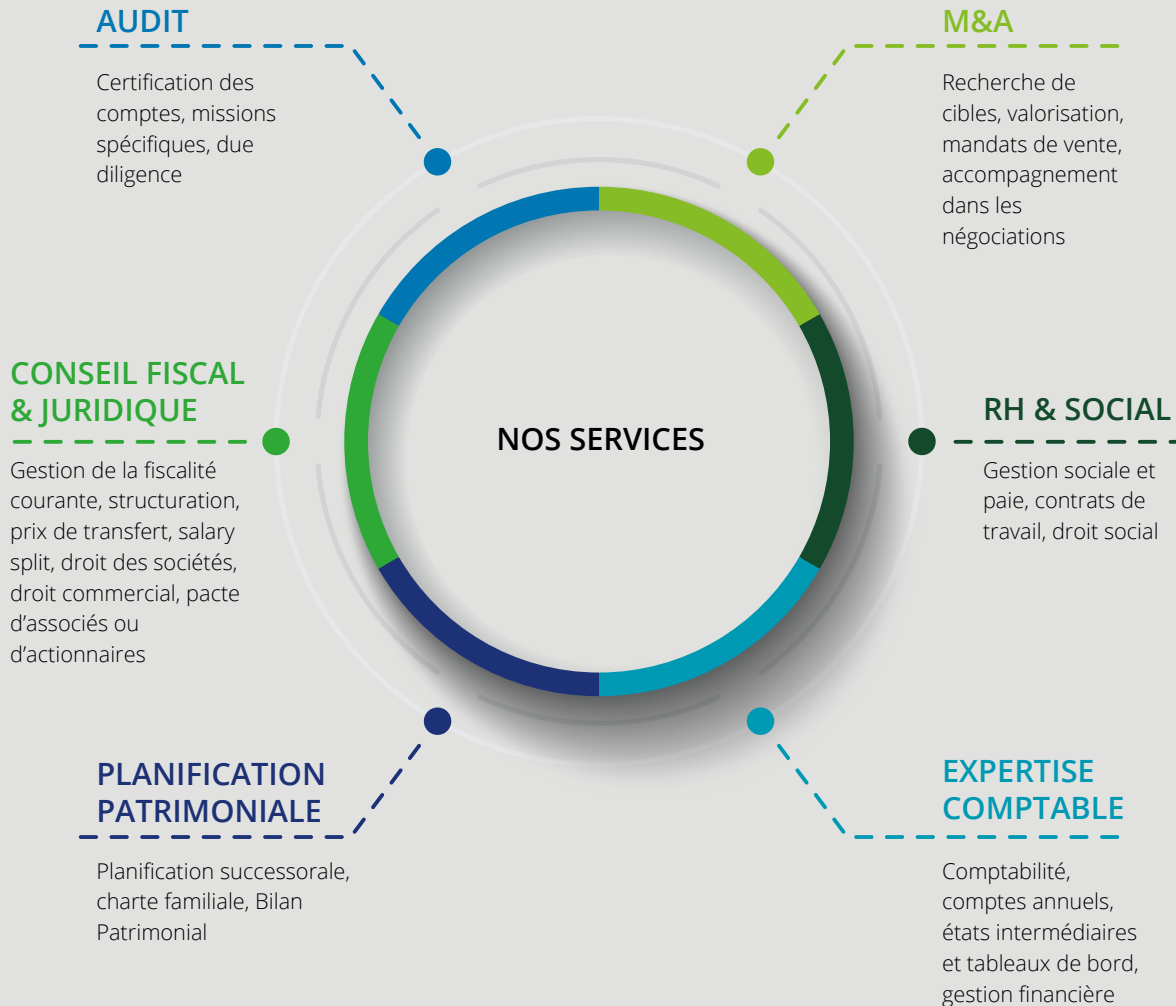 AUDIT
Certification des
comptes, missions
spécifiques, due
diligence
M&A
Recherche de
cibles, valorisation,
mandats de vente,
accompagnement
dans les
négociations
CONSEIL FISCAL
& JURIDIQUE
Gestion de la fiscalité
courante, structuration,
prix de transfert, salary
split, droit des sociétés,
droit commercial, pacte
d’associés ou
d’actionnaires
NOS SERVICES
RH & SOCIAL
Gestion sociale et
paie, contrats de
travail, droit social
PLANIFICATION
PATRIMONIALE
Planification successorale,
charte familiale, Bilan
Patrimonial
EXPERTISE
COMPTABLE
Comptabilité,
comptes annuels,
états intermédiaires
et tableaux de bord,
gestion financière